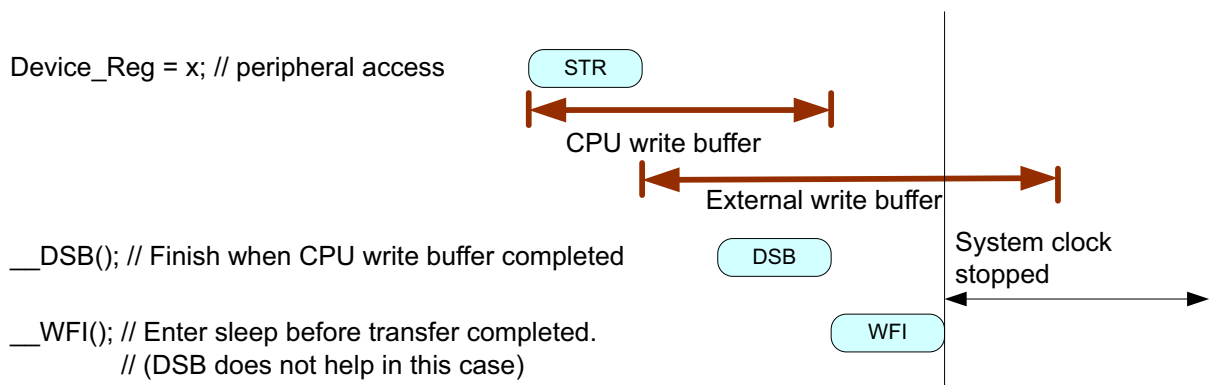 Device_Reg = x; // peripheral access
STR
CPU write buffer
External write buffer
__DSB(); // Finish when CPU write buffer completed
DSB
System clock
stopped
__WFI(); // Enter sleep before transfer completed.
// (DSB does not help in this case)
WFI